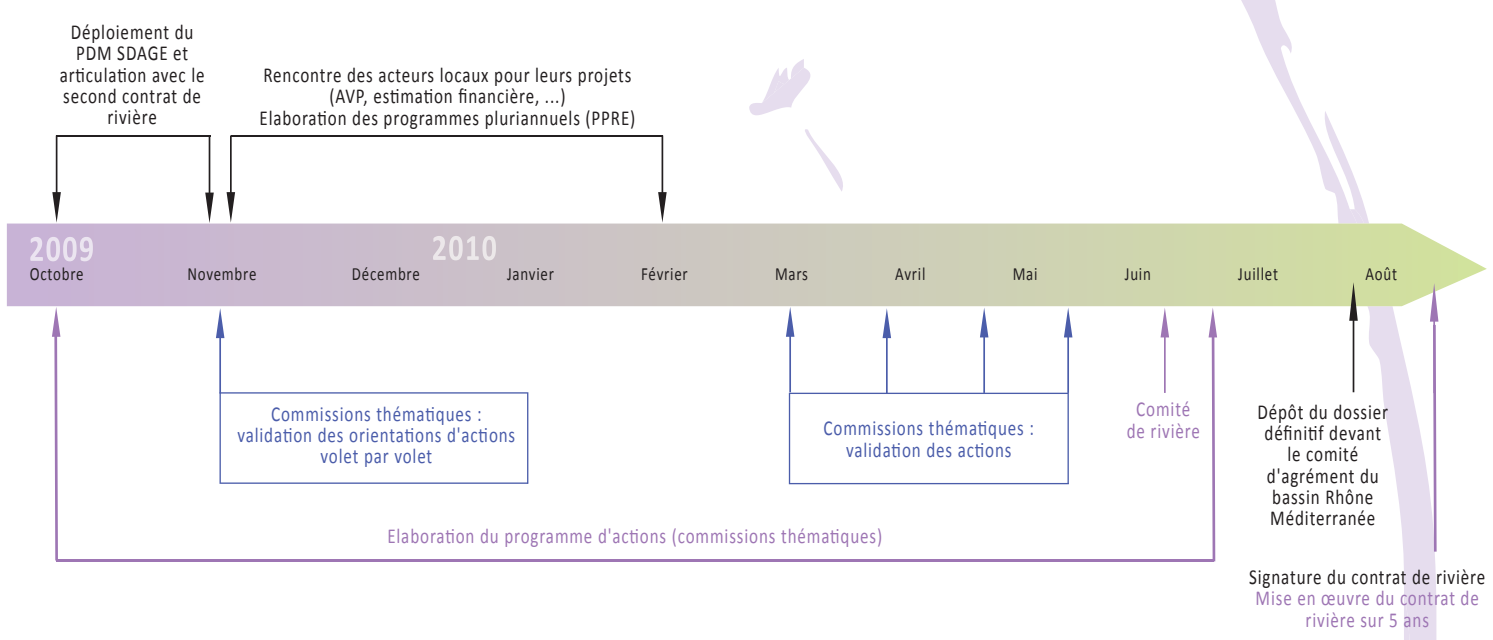 Déploiement du
PDM SDAGE et
articulation avec le
second contrat de
rivière
Rencontre des acteurs locaux pour leurs projets
(AVP, estimation financière, ...)
Elaboration des programmes pluriannuels (PPRE)
2009
2010
Octobre
Novembre
Décembre
Janvier
Février
Mars
Avril
Mai
Juin
Juillet
Août
Commissions thématiques :
validation des orientations d'actions
volet par volet
Commissions thématiques :
validation des actions
Comité
de rivière
Dépôt du dossier
définitif devant
le comité
d'agrément du
bassin Rhône
Méditerranée
Elaboration du programme d'actions (commissions thématiques)
Signature du contrat de rivière
Mise en œuvre du contrat de
rivière sur 5 ans